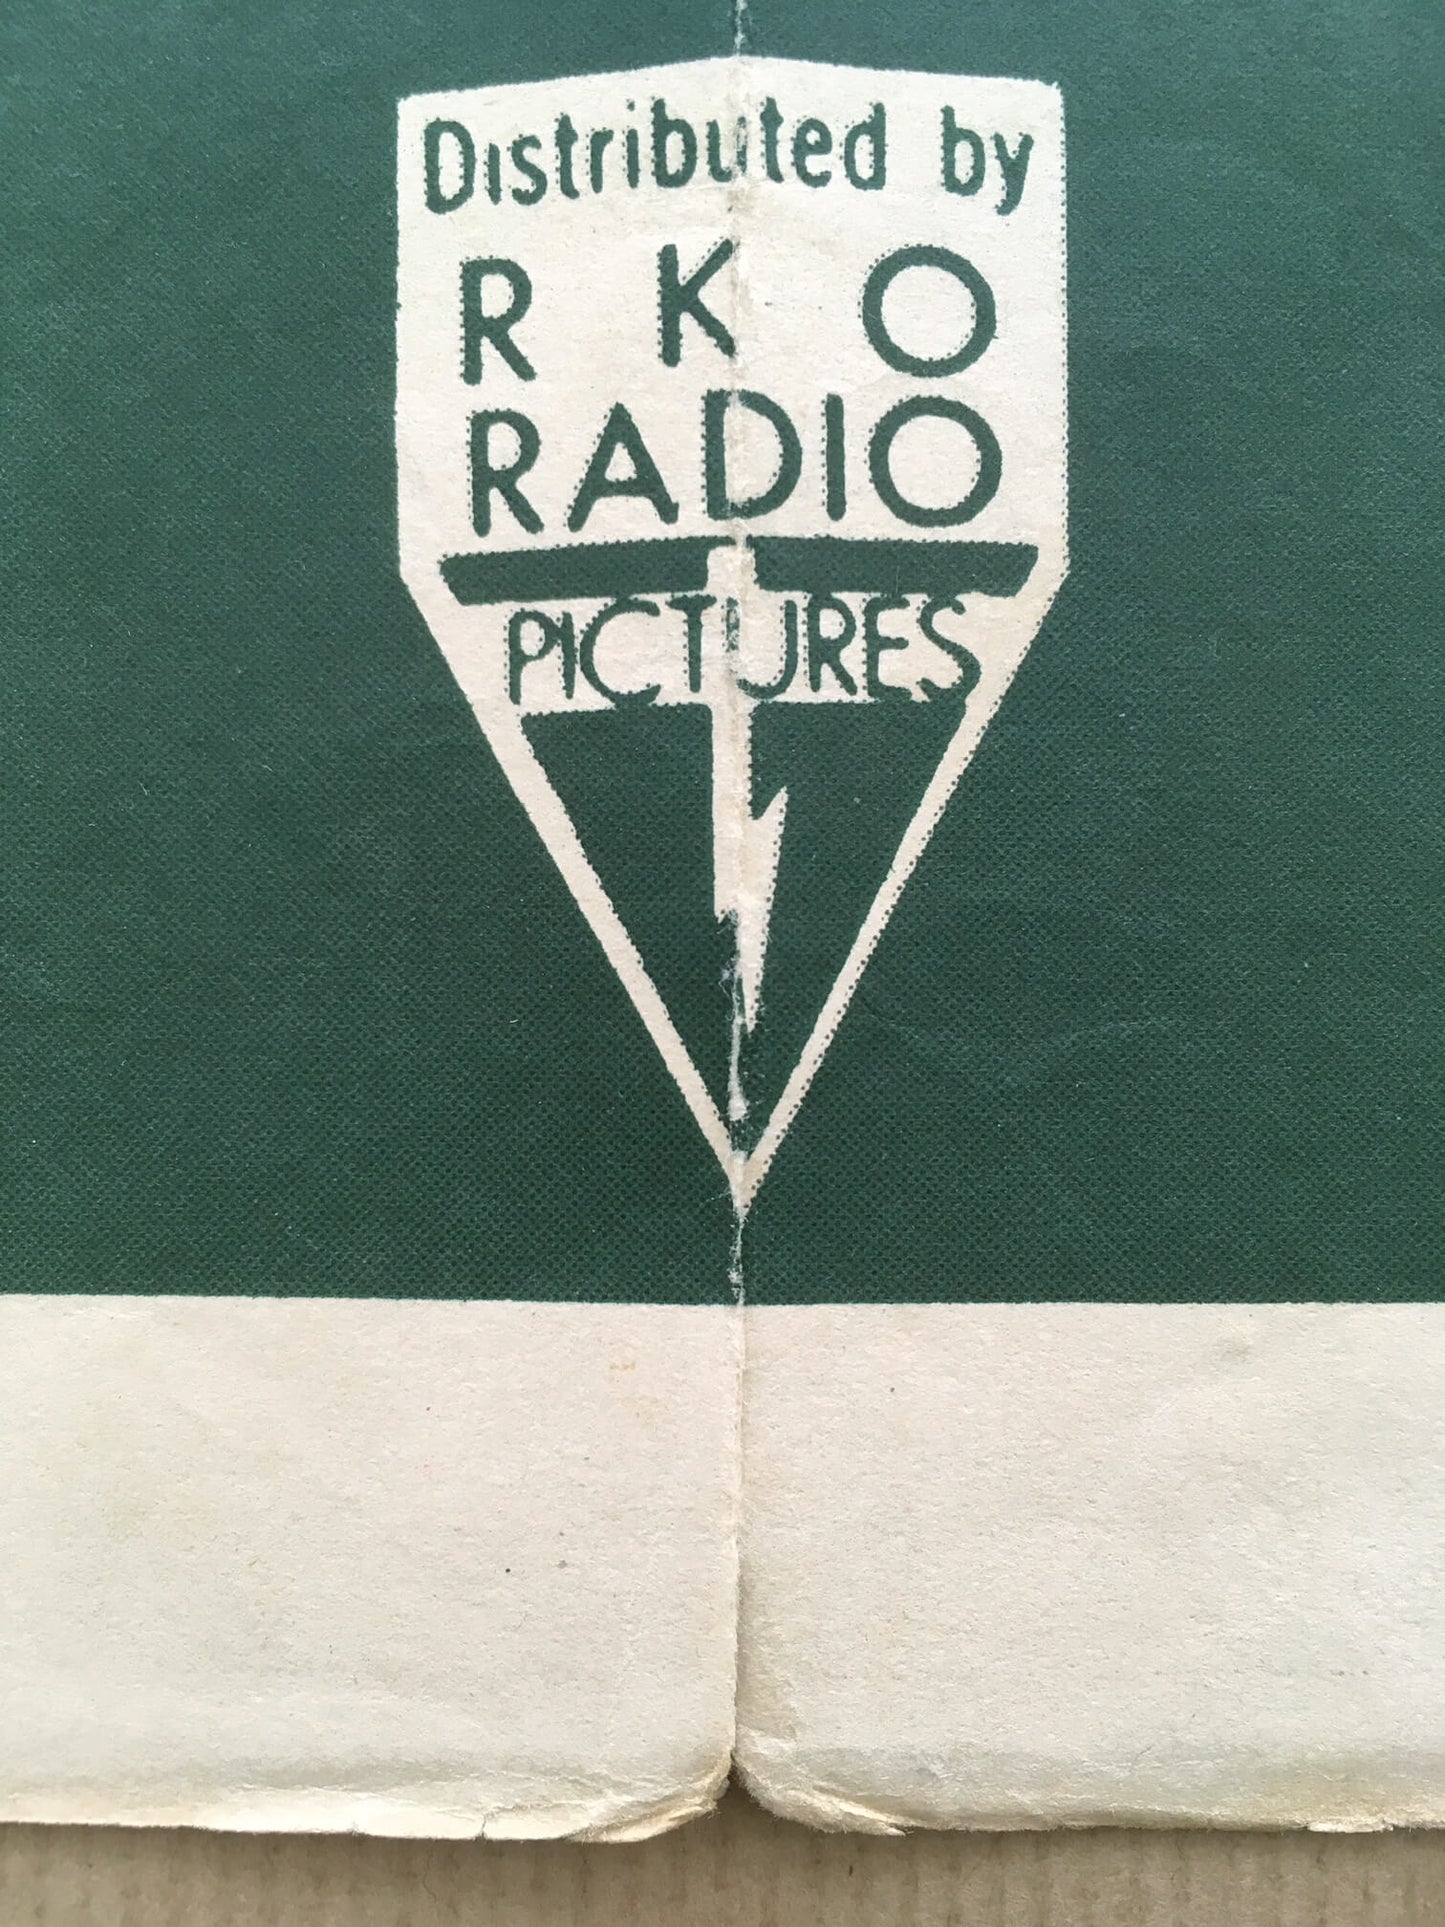 Distributed by
R K O
RADIO
PICTURES